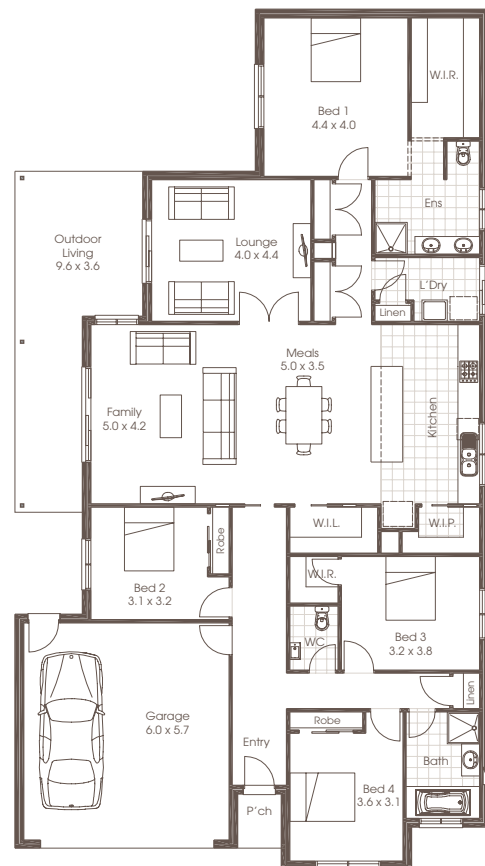 W.I.R.
Bed 1
4.4 x 4.0
Ens
Outdoor
Living
9.6 x 3.6
Lounge
4.0 x 4.4
L'Dry
Linen
Meals
5.0 x 3.5
Family
5.0 x 4.2
Kitchen
Robe
W.I.L.
W.I.P.
Bed 2
3.1 x 3.2
W.I.R.
Bed 3
3.2 x 3.8
WC
Linen
Garage
6.0 x 5.7
Robe
Entry
Bath
Bed 4
3.6 x 3.1
P'ch